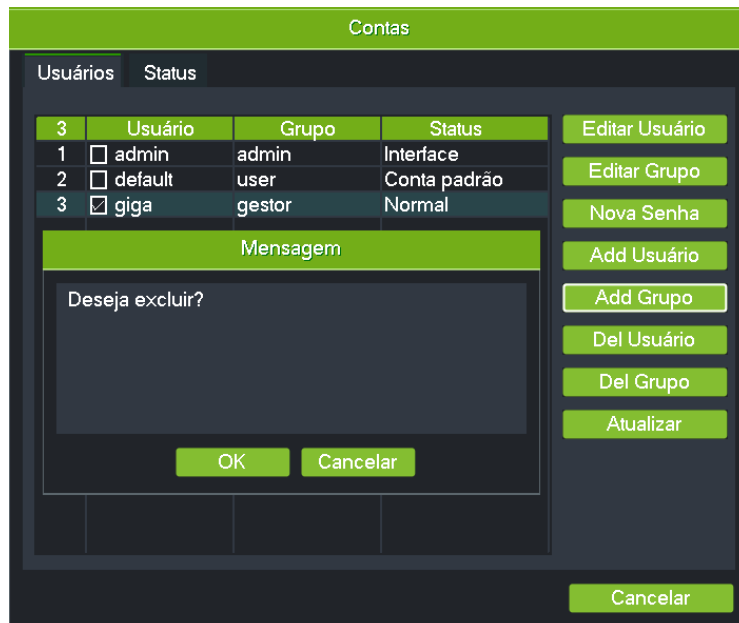 Contas
Usuários Status
3 Usuário Grupo Status
1 admin admin Interface
2 default user Conta padrão
3 giga gestor Normal
Mensagem
Deseja excluir?
OK Cancelar
Editar Usuário
Editar Grupo
Nova Senha
Add Usuário
Add Grupo
Del Usuário
Del Grupo
Atualizar
Cancelar